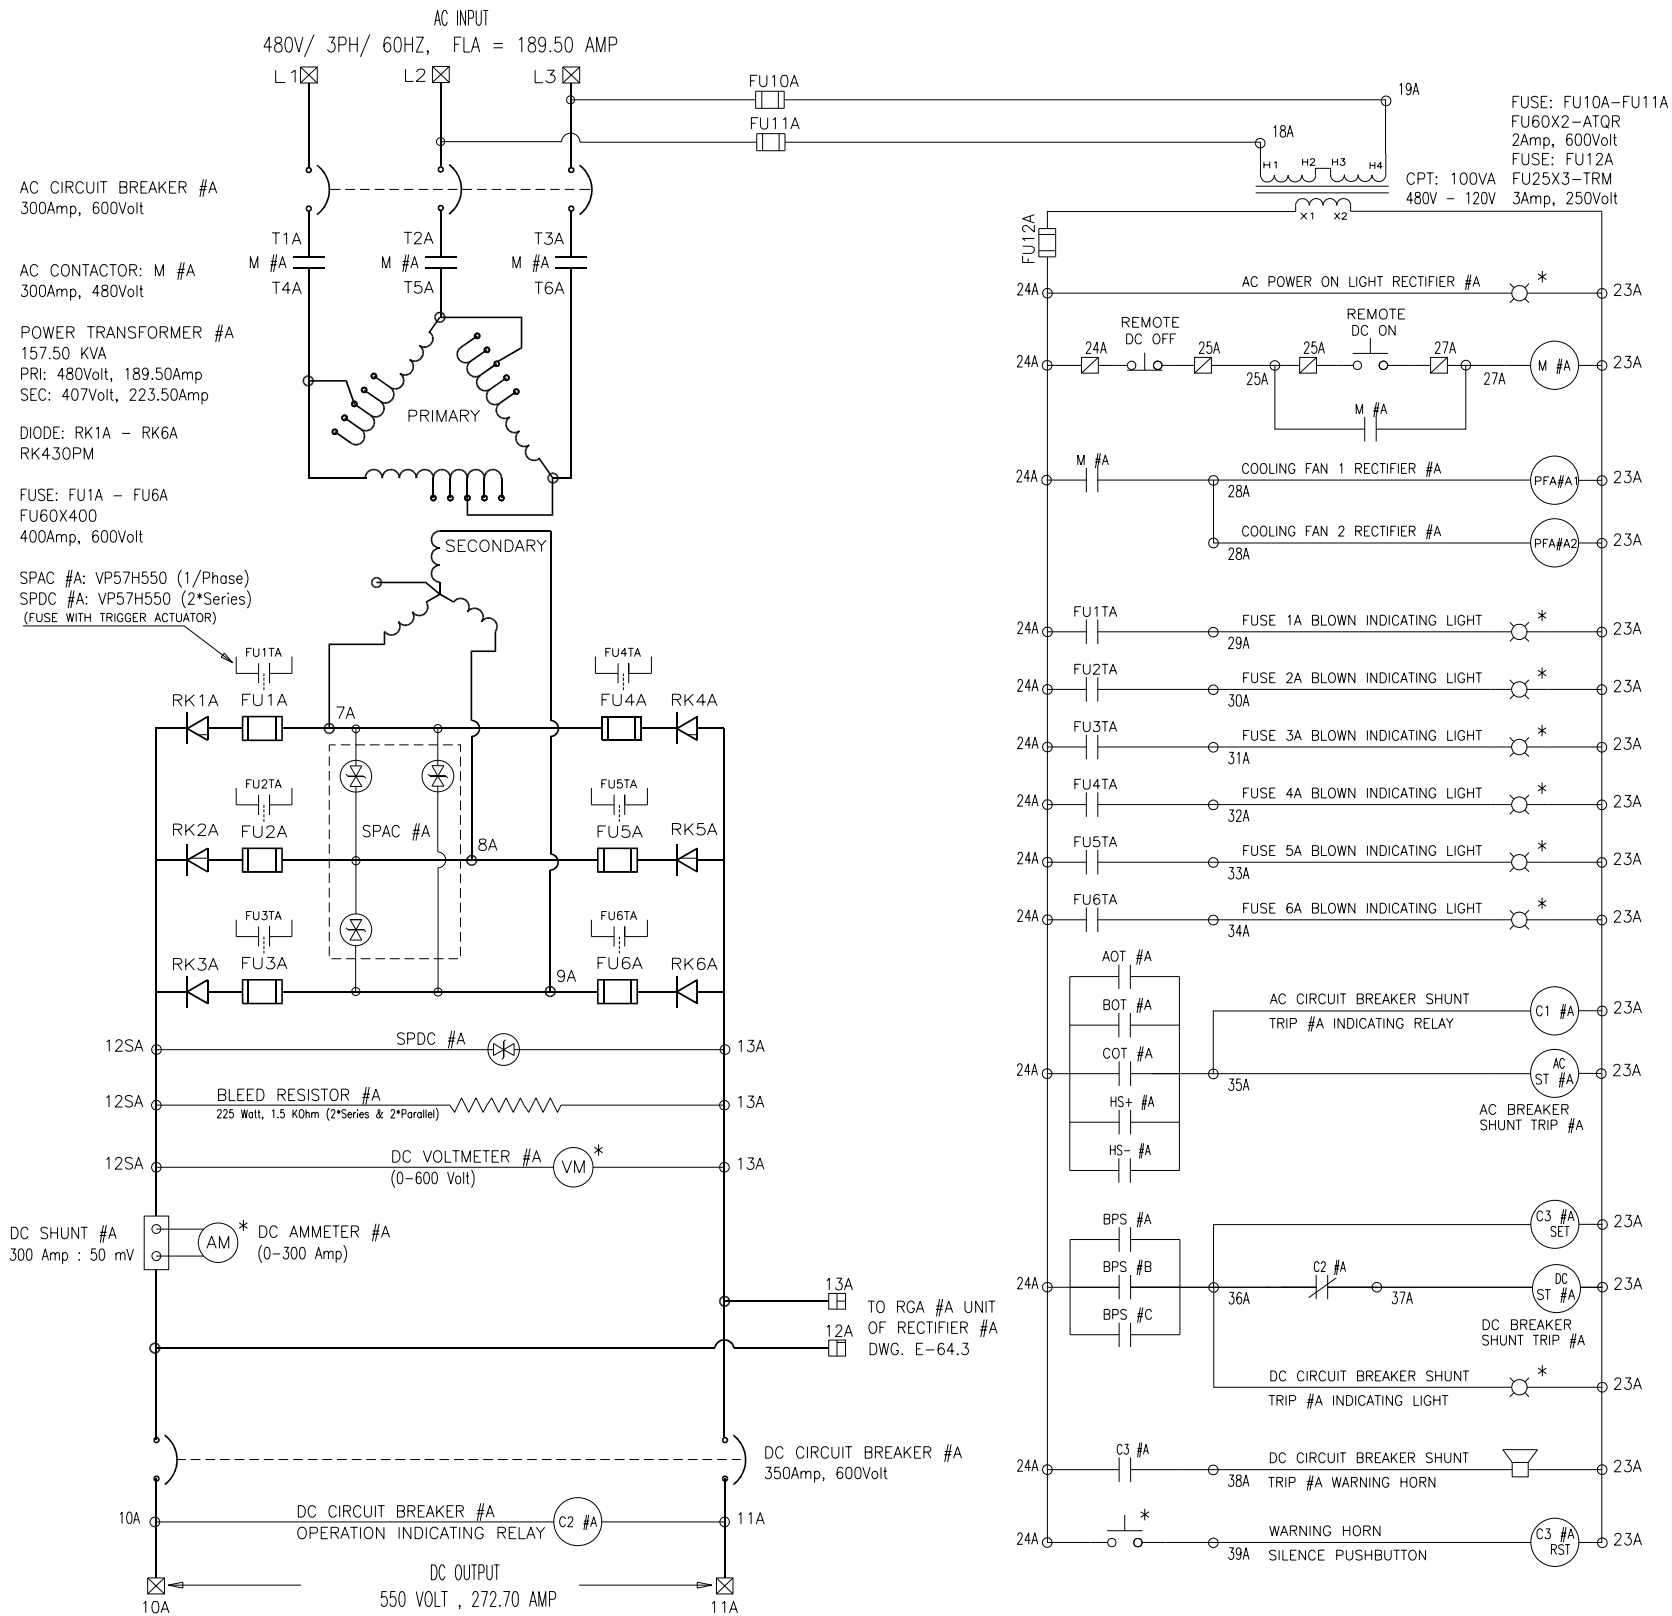 AC INPUT
480V/ 3PH/ 60HZ, FLA = 189.50 AMP
L1
L2
L3
FU10A
19A
FU11A
18A
FUSE: FU10A-FU11A
FU60X2-ATQR
2Amp, 600Volt
FUSE: FU12A
FU25X3-TRM
3Amp, 250Volt
H1 H2 H3 H4
CPT: 100VA
480V - 120V
X1 X2
FU12A
AC CIRCUIT BREAKER #A
300Amp, 600Volt
T1A
T2A
T3A
M #A
M #A
M #A
T4A
T5A
T6A
AC CONTACTOR: M #A
300Amp, 480Volt
POWER TRANSFORMER #A
157.50 KVA
PRI: 480Volt, 189.50Amp
SEC: 407Volt, 223.50Amp
PRIMARY
DIODE: RK1A - RK6A
RK430PM
FUSE: FU1A - FU6A
FU60X400
400Amp, 600Volt
SECONDARY
SPAC #A: VP57H550 (1/Phase)
SPDC #A: VP57H550 (2*Series)
(FUSE WITH TRIGGER ACTUATOR)
FU1TA
FU4TA
RK1A
FU1A
7A
FU4A
RK4A
FU2TA
FU5TA
RK2A
FU2A
SPAC #A
8A
FU5A
RK5A
FU3TA
FU6TA
RK3A
FU3A
9A
FU6A
RK6A
12SA
SPDC #A
13A
12SA
BLEED RESISTOR #A
225 Watt, 1.5 KOhm (2*Series & 2*Parallel)
13A
12SA
DC VOLTMETER #A
(0-600 Volt)
VM
*
13A
DC SHUNT #A
300 Amp : 50 mV
AM
*
DC AMMETER #A
(0-300 Amp)
13A
12A
TO RGA #A UNIT
OF RECTIFIER #A
DWG. E-64.3
DC CIRCUIT BREAKER #A
350Amp, 600Volt
10A
DC CIRCUIT BREAKER #A
OPERATION INDICATING RELAY
C2 #A
11A
DC OUTPUT
550 VOLT , 272.70 AMP
10A
11A
24A
AC POWER ON LIGHT RECTIFIER #A
*
23A
REMOTE
DC OFF
REMOTE
DC ON
24A
24A
25A
25A
25A
27A
27A
M #A
23A
M #A
24A
M #A
28A
COOLING FAN 1 RECTIFIER #A
PFA#A1
23A
28A
COOLING FAN 2 RECTIFIER #A
PFA#A2
23A
24A
FU1TA
29A
FUSE 1A BLOWN INDICATING LIGHT
*
23A
24A
FU2TA
30A
FUSE 2A BLOWN INDICATING LIGHT
*
23A
24A
FU3TA
31A
FUSE 3A BLOWN INDICATING LIGHT
*
23A
24A
FU4TA
32A
FUSE 4A BLOWN INDICATING LIGHT
*
23A
24A
FU5TA
33A
FUSE 5A BLOWN INDICATING LIGHT
*
23A
24A
FU6TA
34A
FUSE 6A BLOWN INDICATING LIGHT
*
23A
AOT #A
BOT #A
COT #A
HS+ #A
HS- #A
24A
35A
AC CIRCUIT BREAKER SHUNT
TRIP #A INDICATING RELAY
C1 #A
23A
AC
ST #A
23A
AC BREAKER
SHUNT TRIP #A
BPS #A
BPS #B
BPS #C
24A
36A
C3 #A
SET
23A
C2 #A
37A
DC
ST #A
23A
DC BREAKER
SHUNT TRIP #A
DC CIRCUIT BREAKER SHUNT
TRIP #A INDICATING LIGHT
*
23A
24A
C3 #A
38A
DC CIRCUIT BREAKER SHUNT
TRIP #A WARNING HORN
23A
24A
*
39A
WARNING HORN
SILENCE PUSHBUTTON
C3 #A
RST
23A